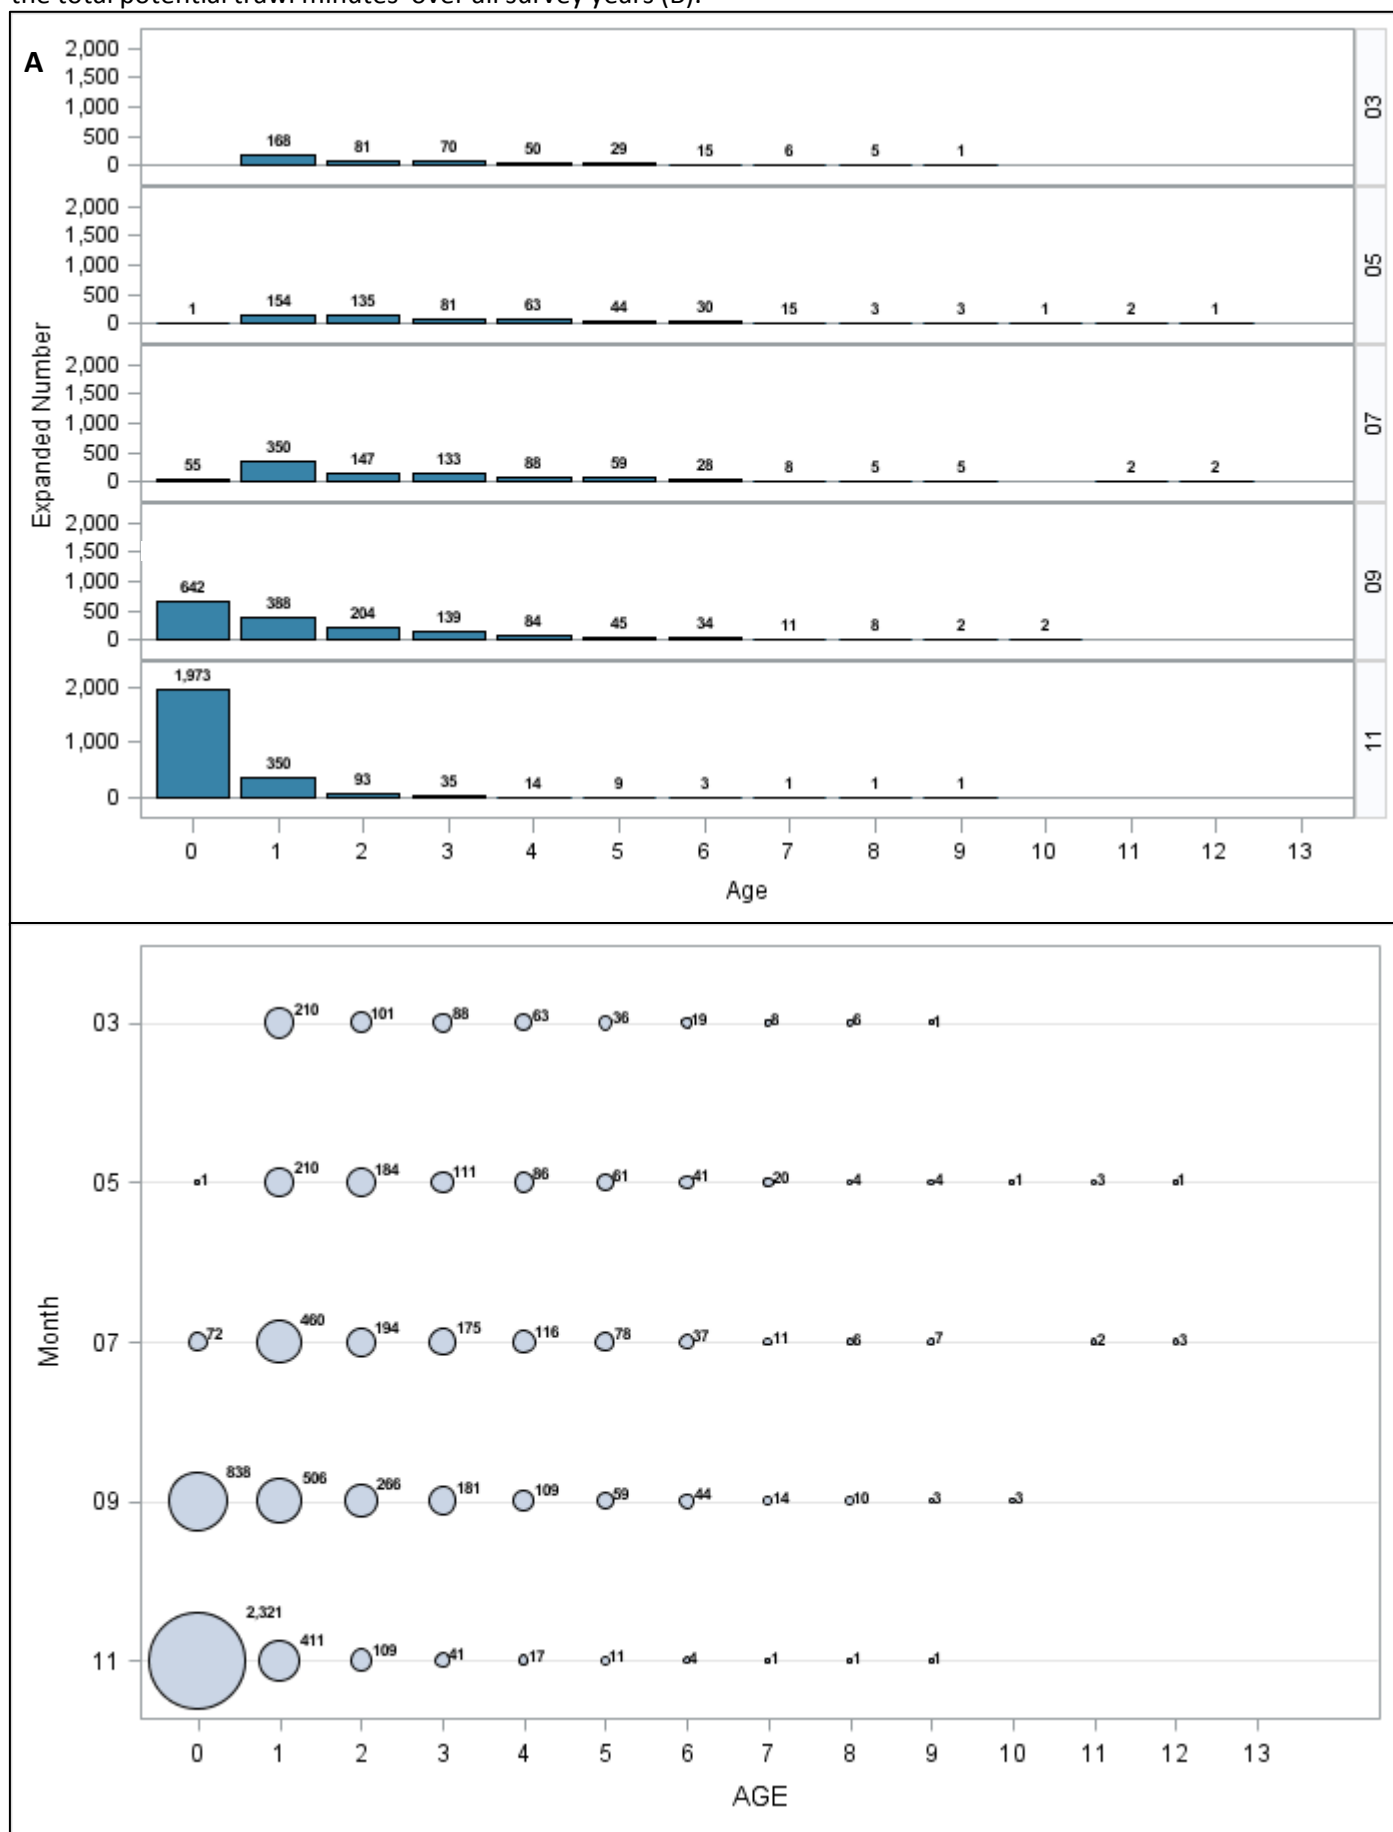 the total potential trawl minutes over all survey years (B).
A
Expanded Number
2,000
1,500
1,000
500
0
168 81 70 50 29 15 6 5 1
03
2,000
1,500
1,000
500
0
1 154 135 81 63 44 30 15 3 3 1 2 1
05
2,000
1,500
1,000
500
0
55 350 147 133 88 59 28 8 5 5 2 2
07
2,000
1,500
1,000
500
0
642 388 204 139 84 45 34 11 8 2 2
09
2,000
1,000
0
1,973 350 93 35 14 9 3 1 1 1
11
0 1 2 3 4 5 6 7 8 9 10 11 12 13
Age
Month
03 210 101 88 63 36 19 8 6 1
05 1 210 184 111 86 61 41 20 4 4 1 3 1
07 72 460 194 175 116 78 37 11 6 7 2 3
09 838 506 266 181 109 59 44 14 10 3 3
11 2,321 411 109 41 17 11 4 1 1 1
0 1 2 3 4 5 6 7 8 9 10 11 12 13
AGE